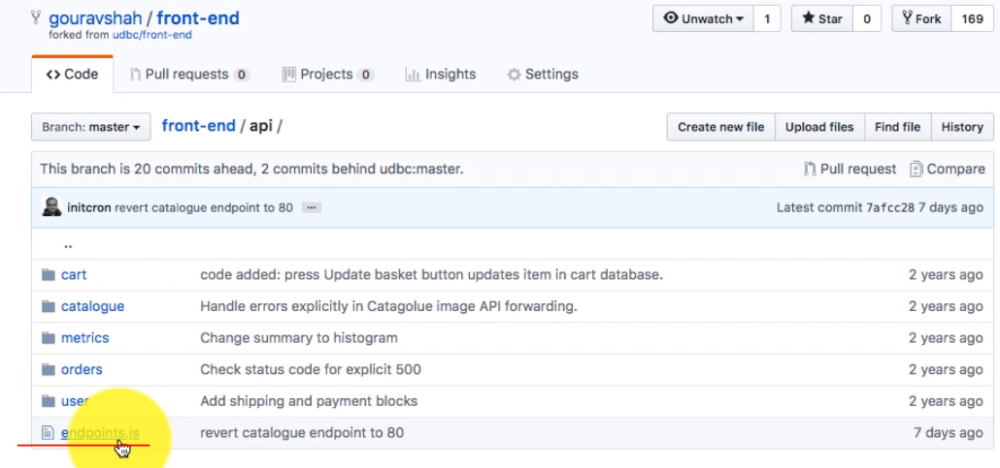 gouravshah / front-end
forked from udbc/front-end
Unwatch 1 Star 0 Fork 169
Code Pull requests 0 Projects 0 Insights Settings
Branch: master front-end / api / Create new file Upload files Find file History
This branch is 20 commits ahead, 2 commits behind udbc:master. Pull request Compare
initcron revert catalogue endpoint to 80 ... Latest commit 7afcc28 7 days ago
..
cart code added: press Update basket button updates item in cart database. 2 years ago
catalogue Handle errors explicitly in Catagolue image API forwarding. 2 years ago
metrics Change summary to histogram 2 years ago
orders Check status code for explicit 500 2 years ago
user Add shipping and payment blocks 2 years ago
endpoints.js revert catalogue endpoint to 80 7 days ago